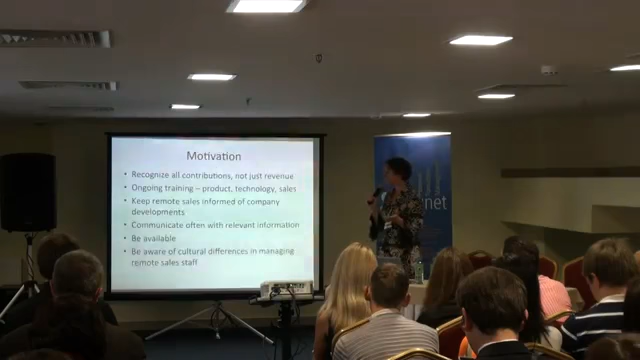 Motivation
• Recognize all contributions, not just revenue
• Ongoing training – product, technology, sales
• Keep remote sales informed of company
developments
• Communicate often with relevant information
• Be available
• Be aware of cultural differences in managing
remote sales staff
net